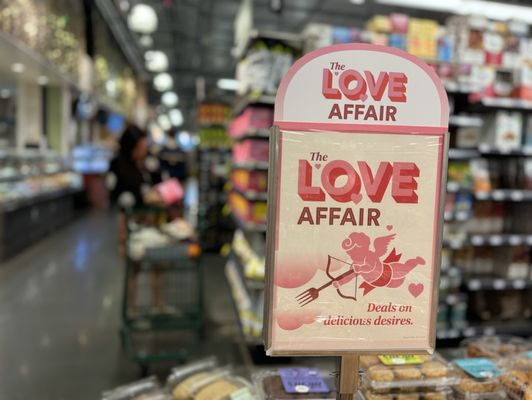 The
LOVE
AFFAIR
The
LOVE
AFFAIR
Deals on
delicious desires.